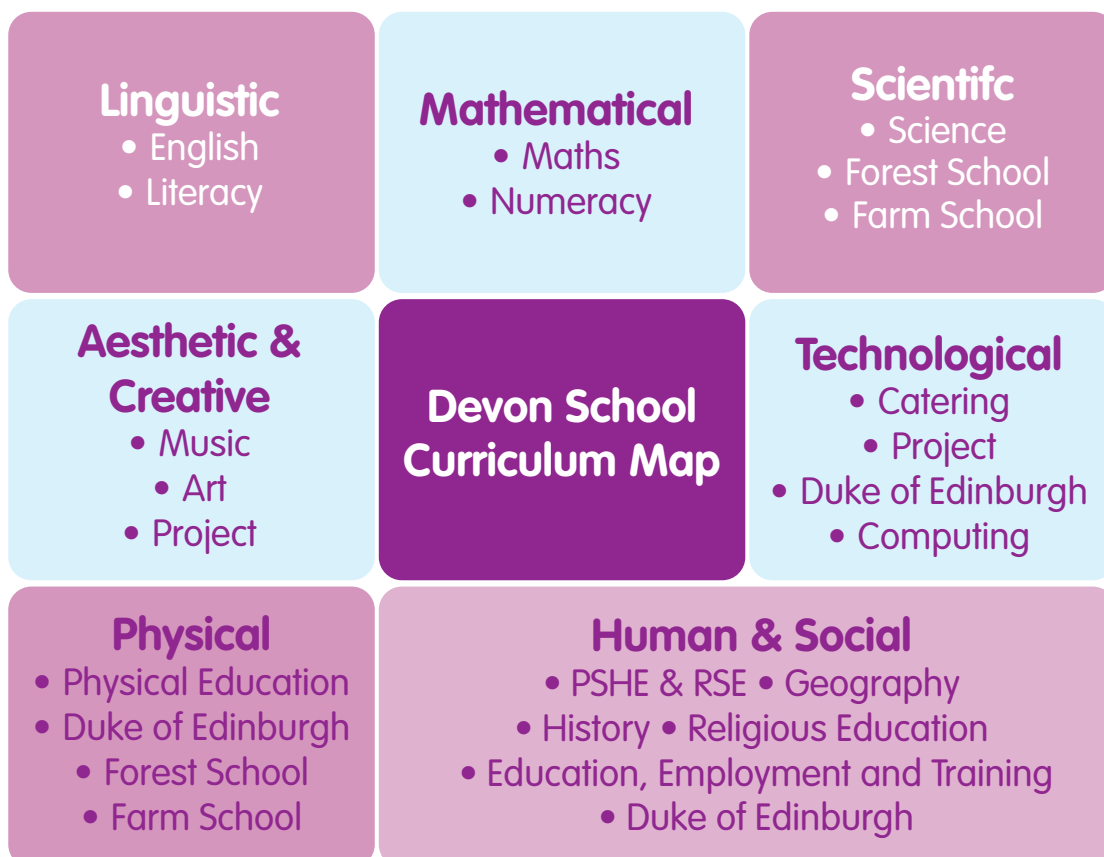 Linguistic
• English
• Literacy
Mathematical
• Maths
• Numeracy
Scientifc
• Science
• Forest School
• Farm School
Aesthetic &
Creative
• Music
• Art
• Project
Devon School
Curriculum Map
Technological
• Catering
• Project
• Duke of Edinburgh
• Computing
Physical
• Physical Education
• Duke of Edinburgh
• Forest School
• Farm School
Human & Social
• PSHE & RSE • Geography
• History • Religious Education
• Education, Employment and Training
• Duke of Edinburgh